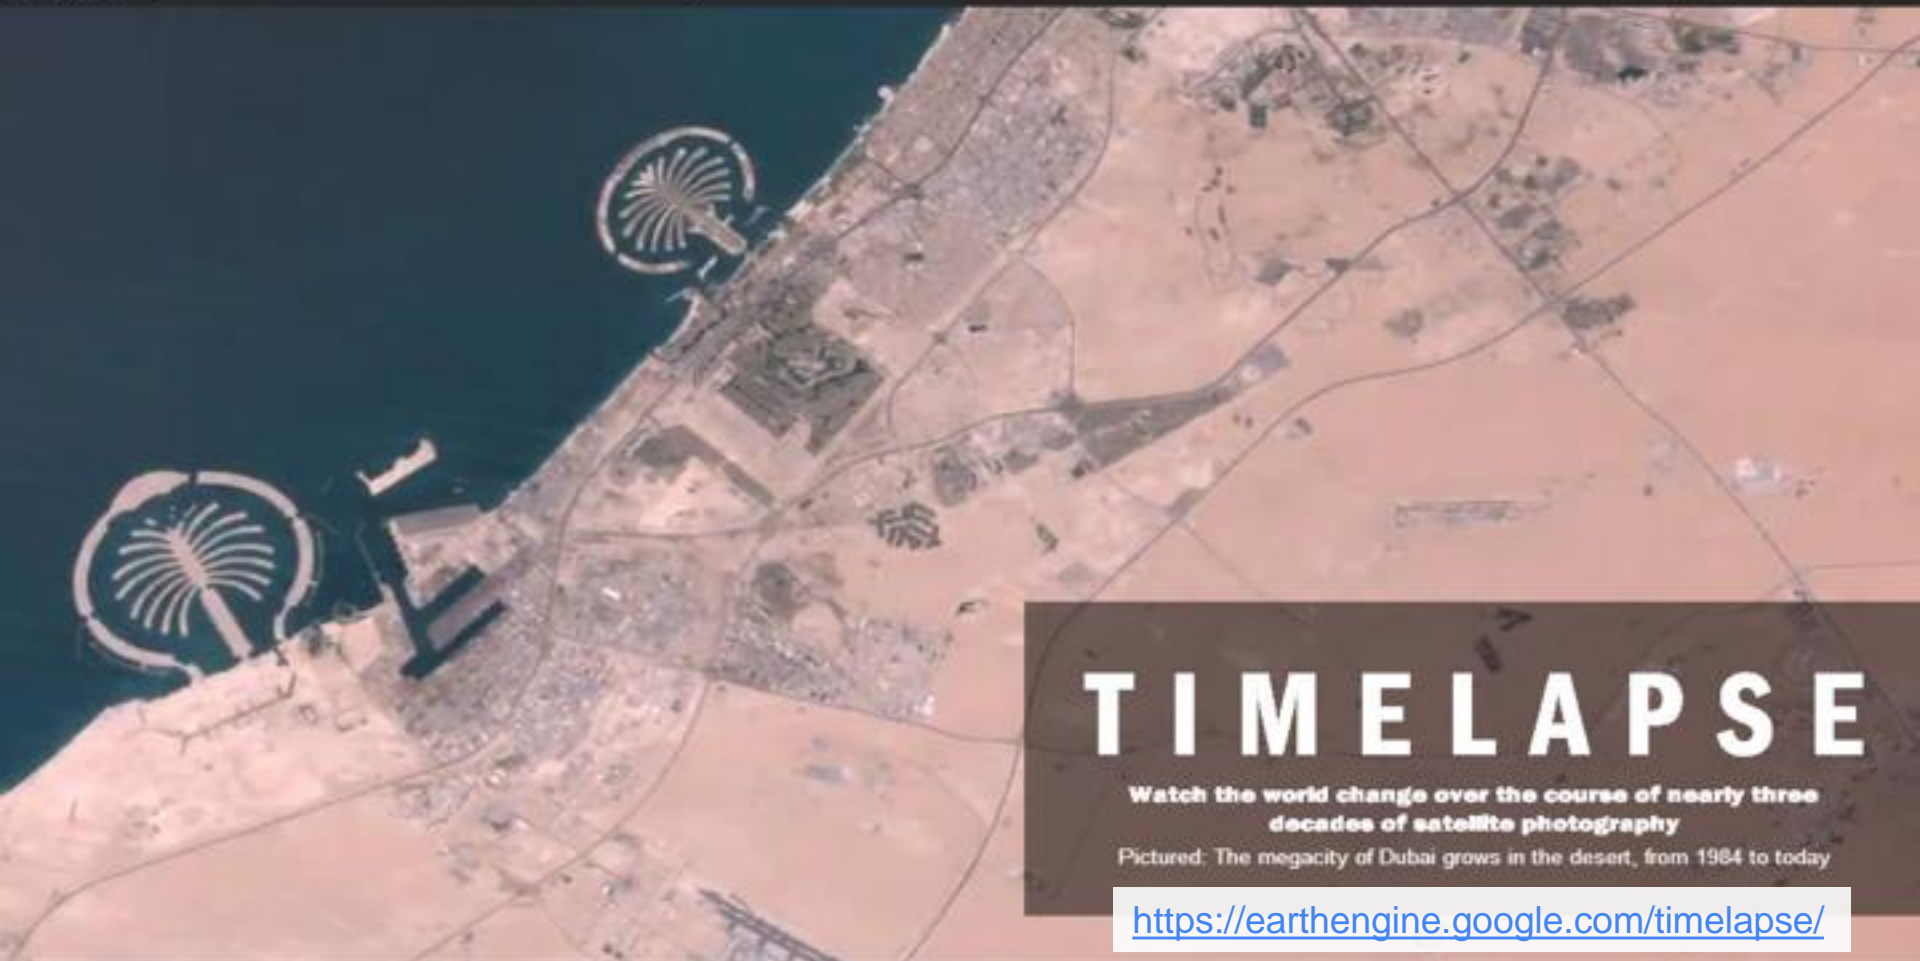 TIMELAPSE
Watch the world change over the course of nearly three
decades of satellite photography
Pictured: The megacity of Dubai grows in the desert, from 1984 to today
https://earthengine.google.com/timelapse/